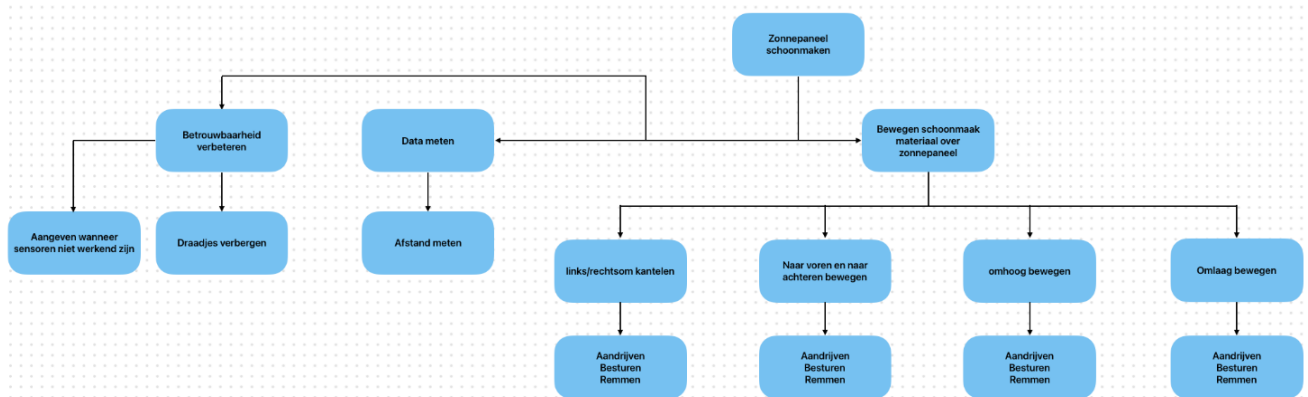 Zonnepaneel
schoonmaken
Betrouwbaarheid
verbeteren
Data meten
Bewegen schoonmaak
materiaal over
zonnepaneel
Aangeven wanneer
sensoren niet werkend zijn
Draadjes verbergen
Afstand meten
links/rechtsom kantelen
Naar voren en naar
achteren bewegen
omhoog bewegen
Omlaag bewegen
Aandrijven
Besturen
Remmen
Aandrijven
Besturen
Remmen
Aandrijven
Besturen
Remmen
Aandrijven
Besturen
Remmen